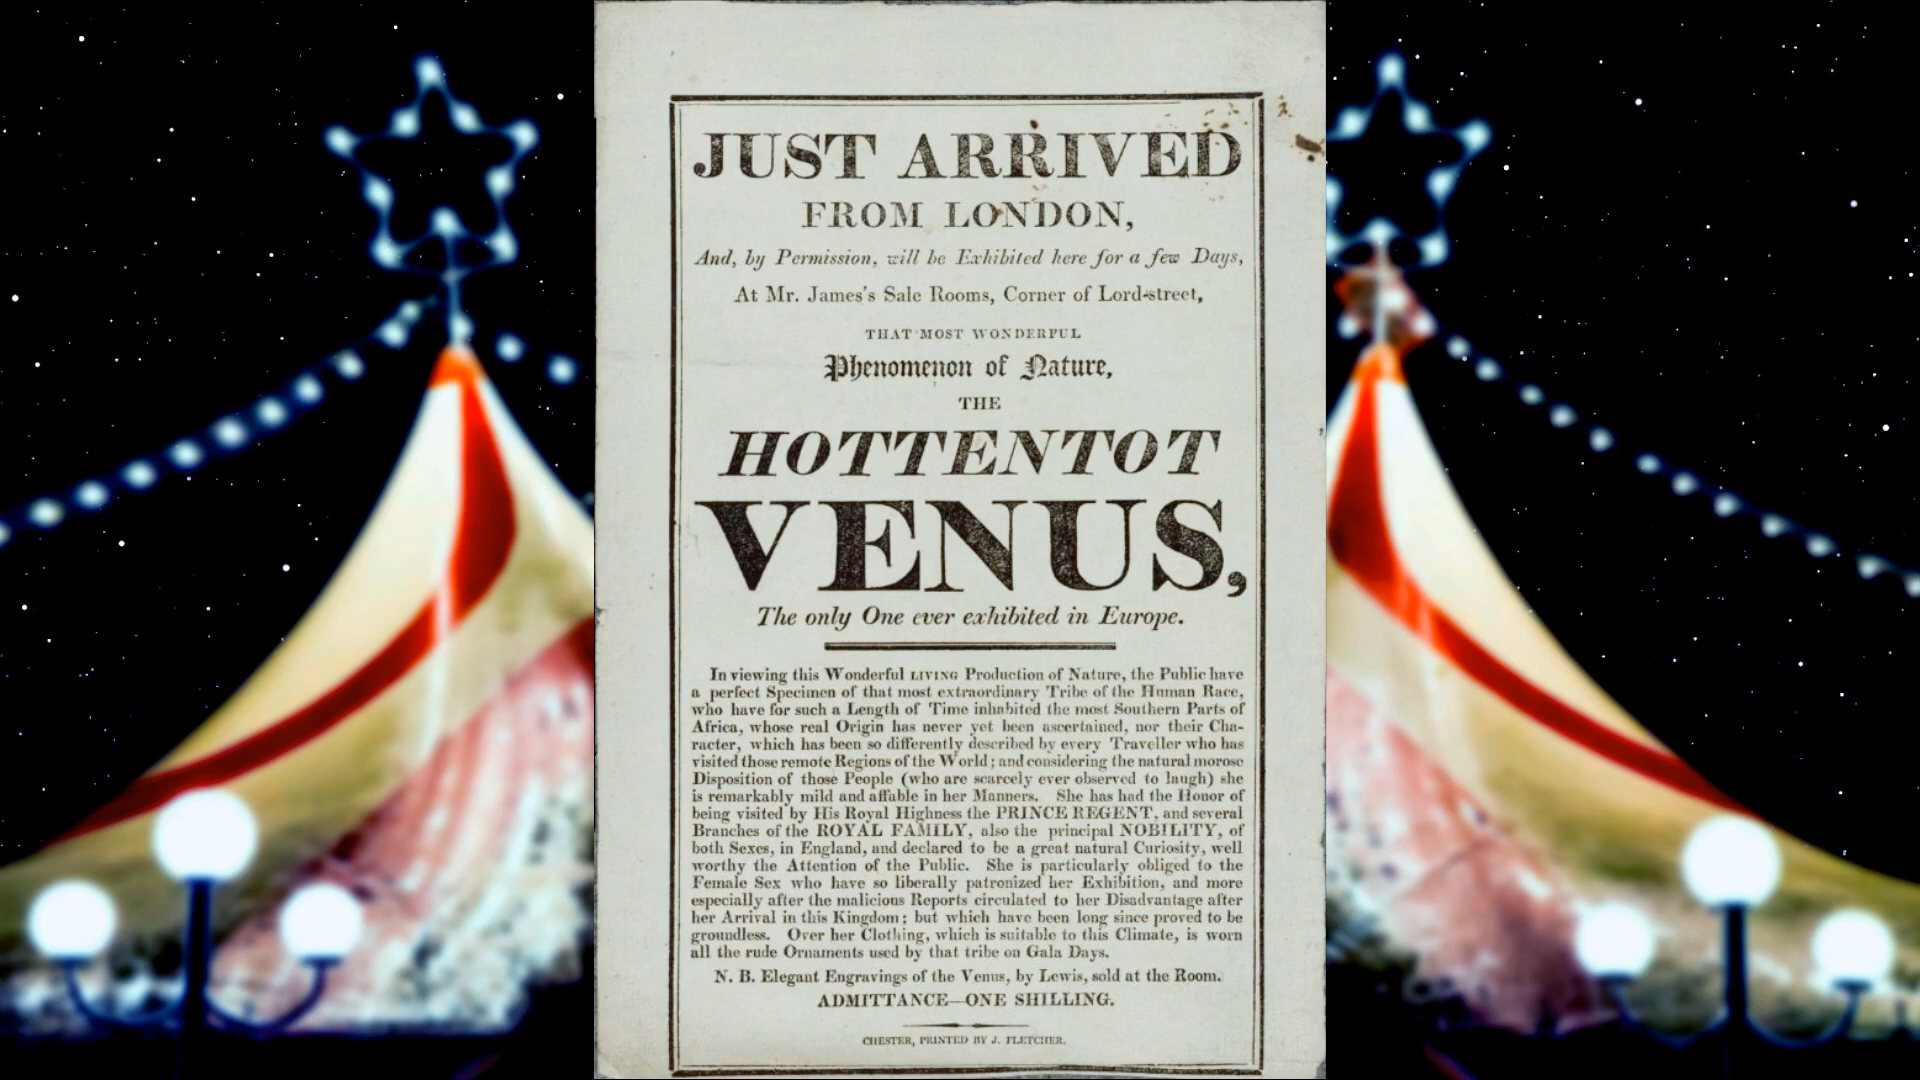 JUST ARRIVED
FROM LONDON,
And, by Permission, will be Exhibited here for a few Days,
At Mr. James's Sale Rooms, Corner of Lord-street,
THAT MOST WONDERFUL
Phenomenon of Nature,
THE
HOTTENTOT
VENUS,
The only One ever exhibited in Europe.
In viewing this Wonderful LIVING Production of Nature, the Public have
a perfect Specimen of that most extraordinary Tribe of the Human Race,
who have for such a Length of Time inhabited the most Southern Parts of
Africa, whose real Origin has never yet been ascertained, nor their Cha-
racter, which has been so differently described by every Traveller who has
visited those remote Regions of the World; and considering the natural morose
Disposition of those People (who are scarcely ever observed to laugh) she
is remarkably mild and affable in her Manners. She has had the Honor of
being visited by His Royal Highness the PRINCE REGENT, and several
Branches of the ROYAL FAMILY, also the principal NOBILITY, of
both Sexes, in England, and declared to be a great natural Curiosity, well
worthy the Attention of the Public. She is particularly obliged to the
Female Sex who have so liberally patronized her Exhibition, and more
especially after the malicious Reports circulated to her Disadvantage after
her Arrival in this Kingdom; but which have been long since proved to be
groundless. Over her Clothing, which is suitable to this Climate, is worn
all the rude Ornaments used by that tribe on Gala Days.
N. B. Elegant Engravings of the Venus, by Lewis, sold at the Room.
ADMITTANCE—ONE SHILLING.
CHESTER, PRINTED BY J. FLETCHER.